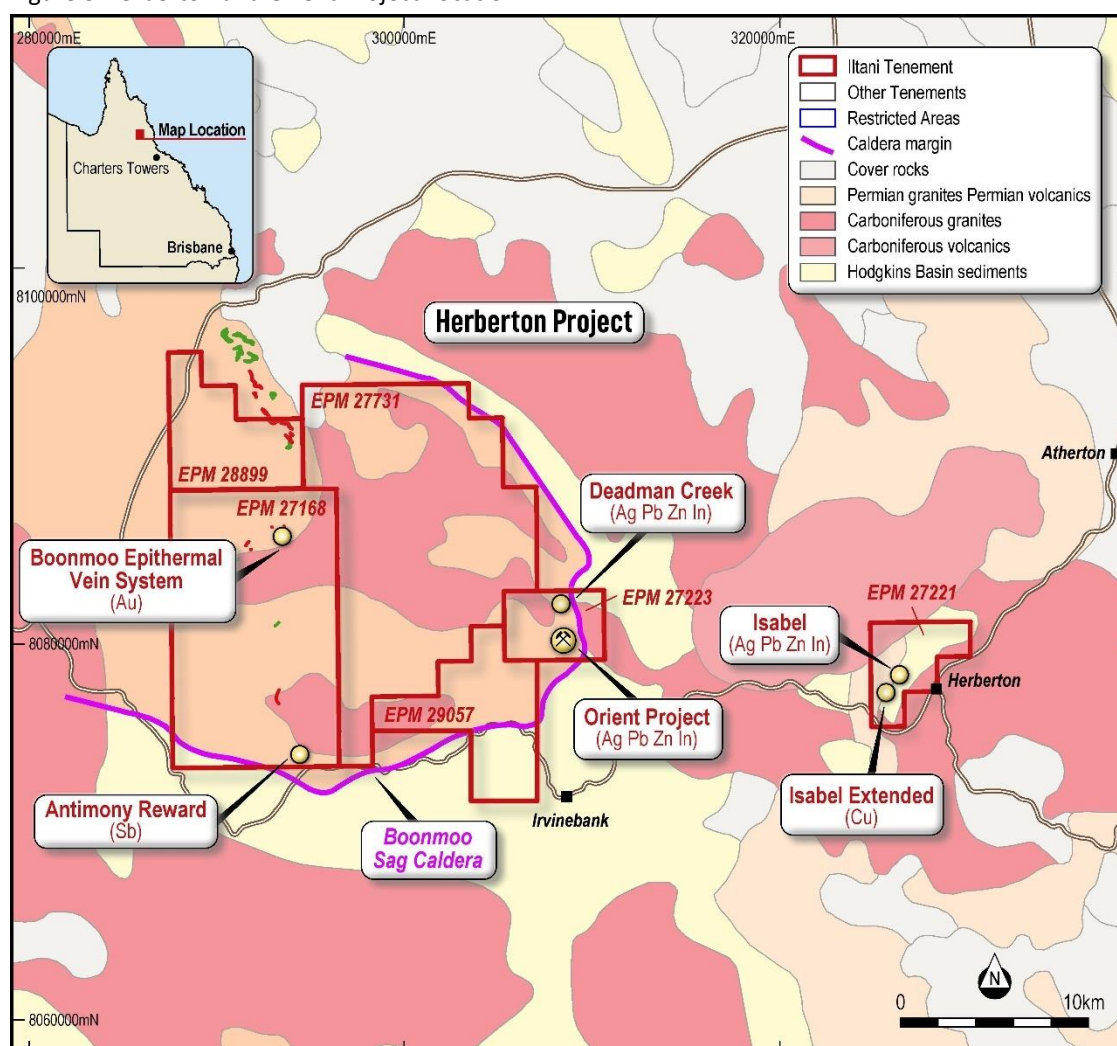 280000mE
300000mE
320000mE
Map Location
Charters Towers
Brisbane
Iltani Tenement
Other Tenements
Restricted Areas
Caldera margin
Cover rocks
Permian granites Permian volcanics
Carboniferous granites
Carboniferous volcanics
Hodgkins Basin sediments
8100000mN
Herberton Project
EPM 27731
Atherton
EPM 28899
EPM 27168
Deadman Creek
(Ag Pb Zn In)
Boonmoo Epithermal
Vein System
(Au)
EPM 27223
EPM 27221
Isabel
(Ag Pb Zn In)
8080000mN
Herberton
EPM 29057
Orient Project
(Ag Pb Zn In)
Antimony Reward
(Sb)
Isabel Extended
(Cu)
Irvinebank
Boonmoo
Sag Caldera
N
0 10km
8060000mN